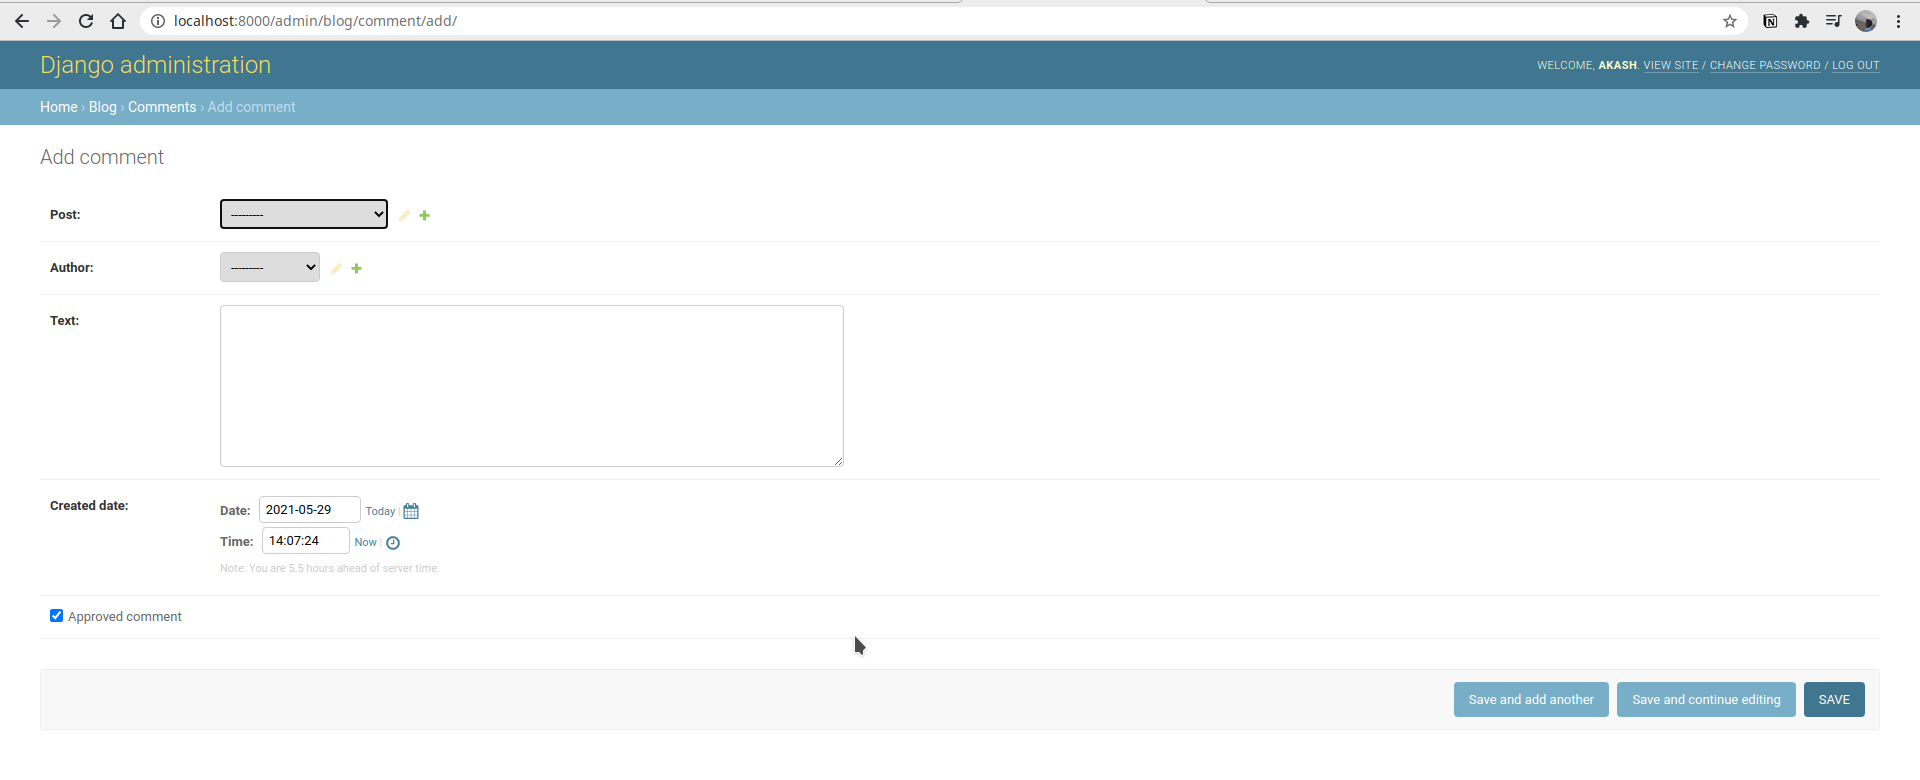 localhost:8000/admin/blog/comment/add/
Django administration
WELCOME, AKASH. VIEW SITE / CHANGE PASSWORD / LOG OUT
Home › Blog › Comments › Add comment
Add comment
Post: ---------
Author: ---------
Text:
Created date:
Date: 2021-05-29 Today |
Time: 14:07:24 Now |
Note: You are 5.5 hours ahead of server time.
Approved comment
Save and add another Save and continue editing SAVE